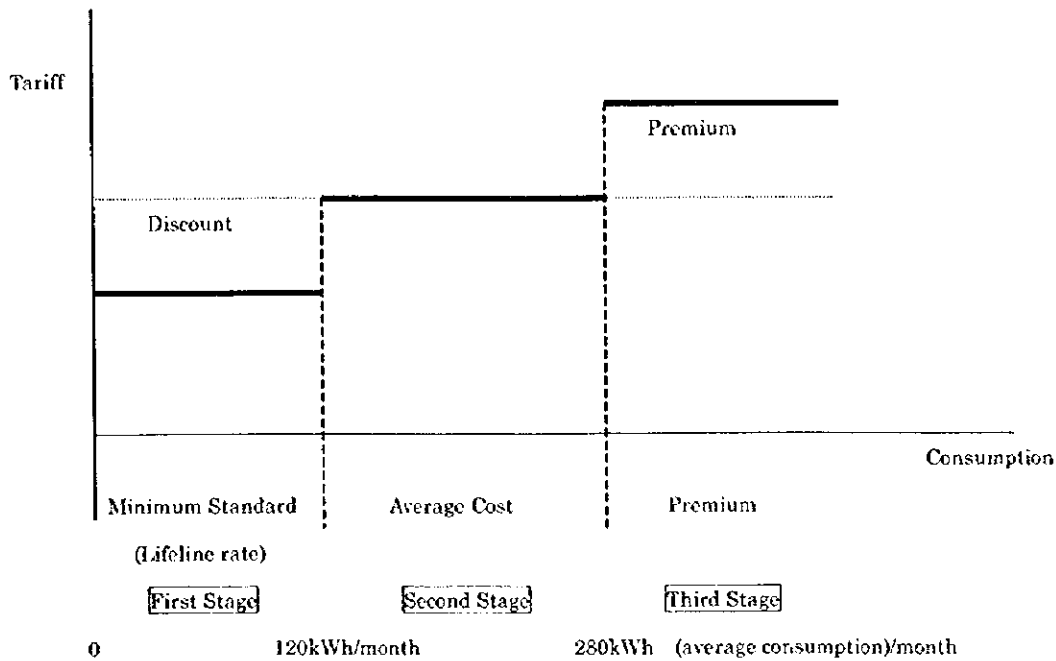 Tariff
Premium
Discount
Consumption
Minimum Standard Average Cost Premium
(Lifeline rate)
First Stage Second Stage Third Stage
0 120kWh/month 280kWh (average consumption)/month